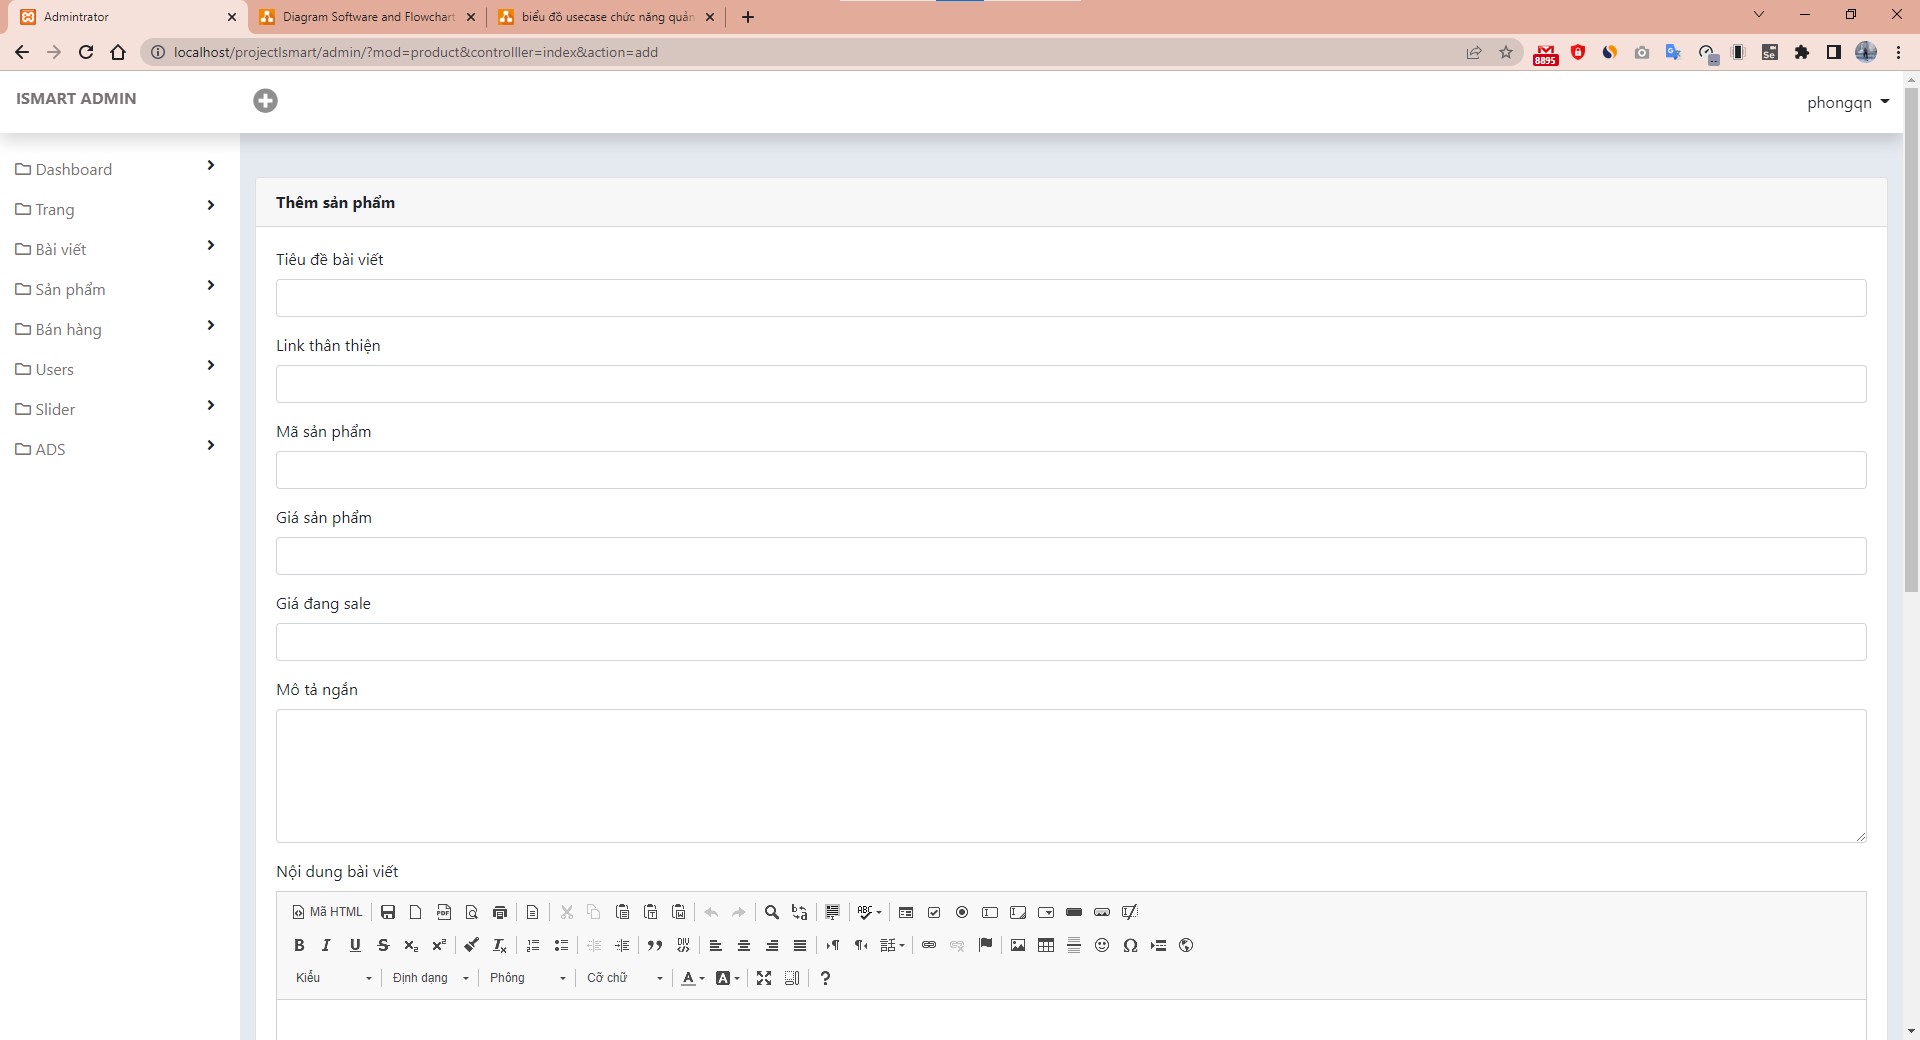 Admintrator
Diagram Software and Flowchart
biểu đồ usecase chức năng quản
localhost/projectIsmart/admin/?mod=product&controlller=index&action=add
8895
Se
ISMART ADMIN
phongqn
Dashboard
Trang
Bài viết
Sản phẩm
Bán hàng
Users
Slider
ADS
Thêm sản phẩm
Tiêu đề bài viết
Link thân thiện
Mã sản phẩm
Giá sản phẩm
Giá đang sale
Mô tả ngắn
Nội dung bài viết
Mã HTML
Kiểu Định dạng Phông Cỡ chữ